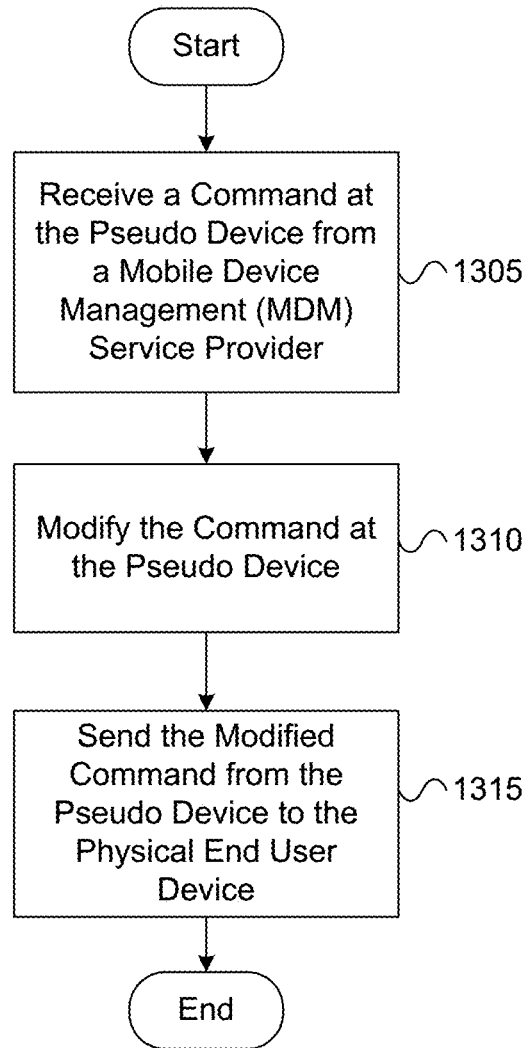 Start
Receive a Command at
the Pseudo Device from
a Mobile Device
Management (MDM)
Service Provider
1305
Modify the Command at
the Pseudo Device
1310
Send the Modified
Command from the
Pseudo Device to the
Physical End User
Device
1315
End